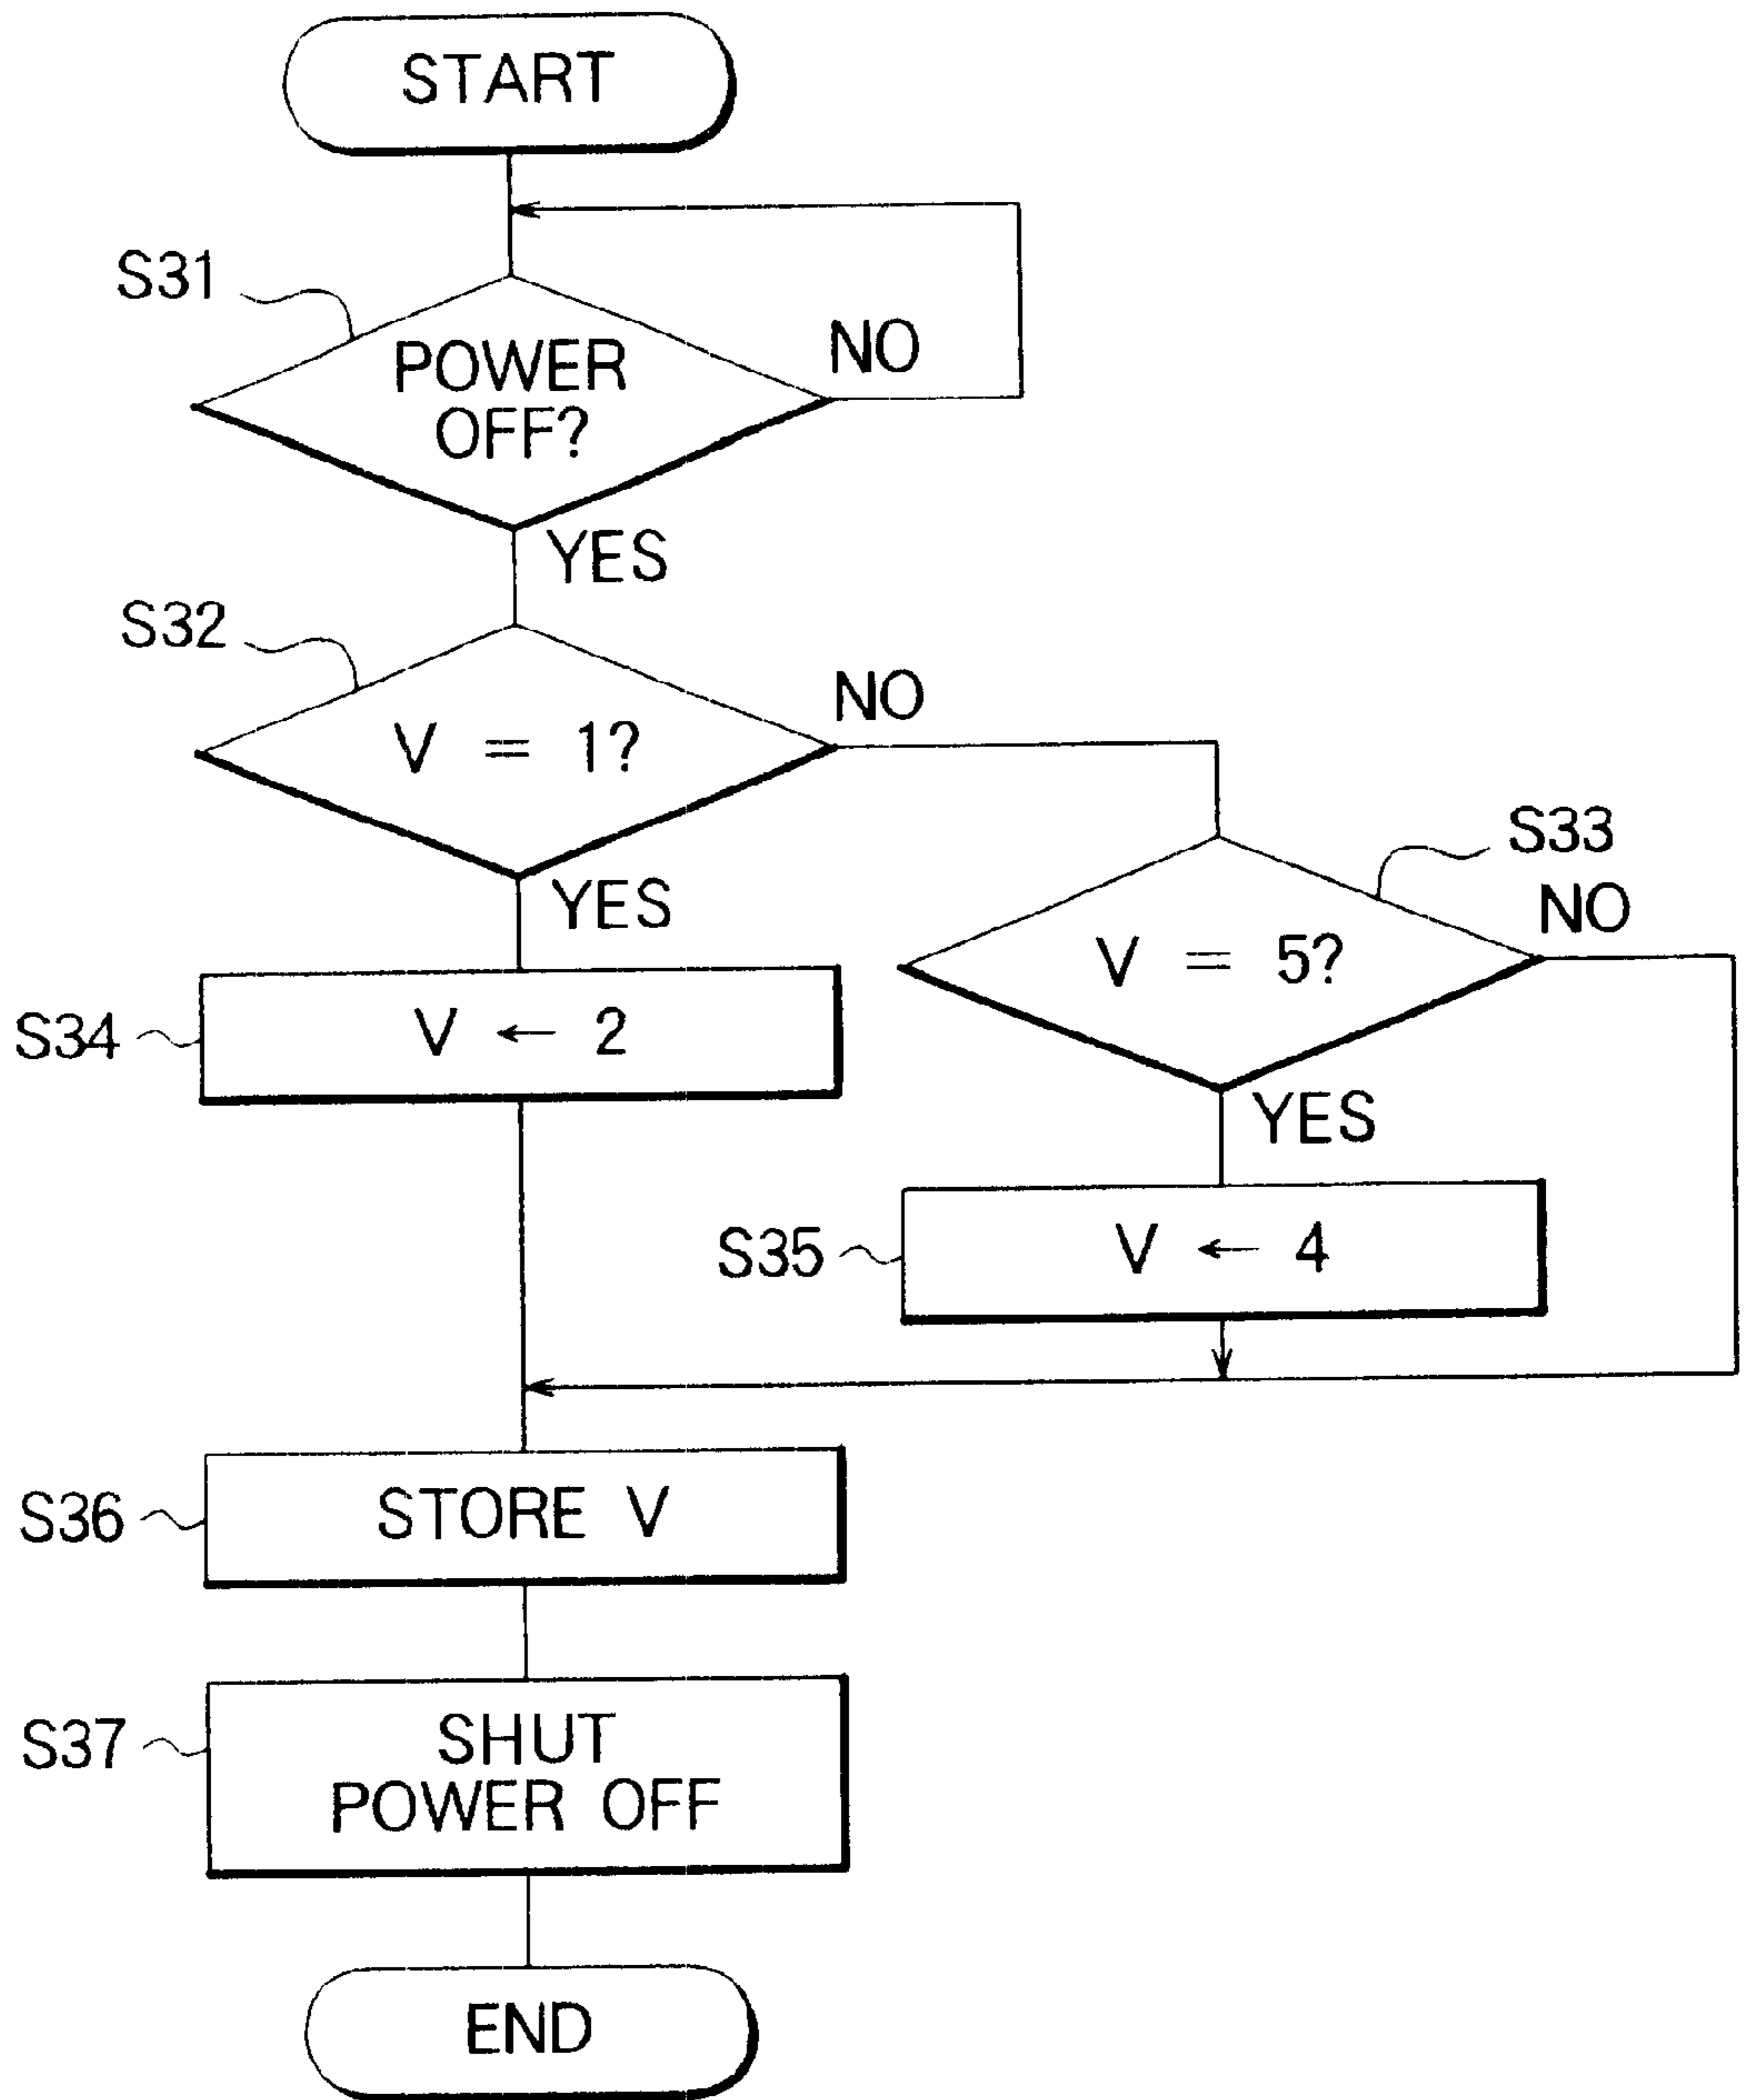 START
S31
POWER
OFF?
NO
YES
S32
V = 1?
NO
YES
S33
V = 5?
NO
YES
S34
V ← 2
S35
V ← 4
S36
STORE V
S37
SHUT
POWER OFF
END